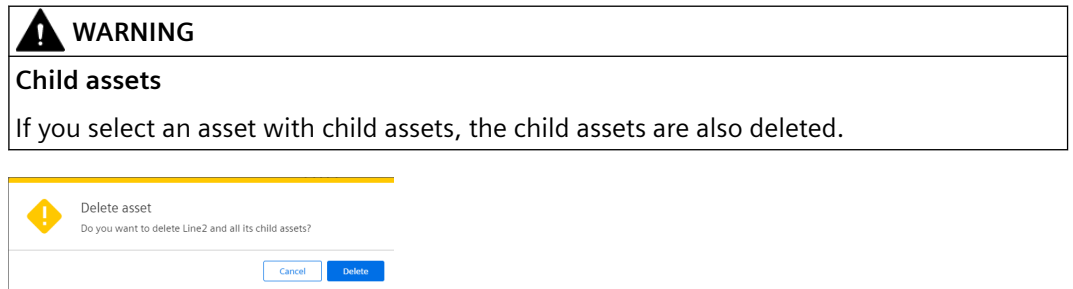 WARNING
Child assets
If you select an asset with child assets, the child assets are also deleted.
Delete asset
Do you want to delete Line2 and all its child assets?
Cancel Delete